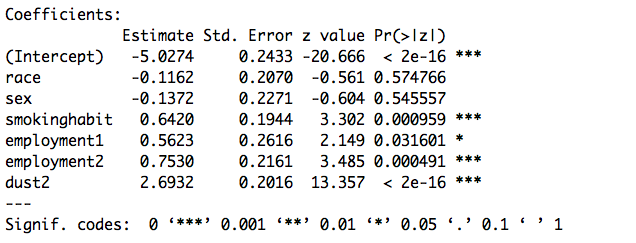 Coefficients:
              Estimate Std. Error z value Pr(>|z|)
(Intercept)    -5.0274     0.2433 -20.666  < 2e-16 ***
race           -0.1162     0.2070  -0.561 0.574766
sex            -0.1372     0.2271  -0.604 0.545557
smokinghabit    0.6420     0.1944   3.302 0.000959 ***
employment1     0.5623     0.2616   2.149 0.031601 *
employment2     0.7530     0.2161   3.485 0.000491 ***
dust2           2.6932     0.2016  13.357  < 2e-16 ***
---
Signif. codes:  0 ‘***’ 0.001 ‘**’ 0.01 ‘*’ 0.05 ‘.’ 0.1 ‘ ’ 1